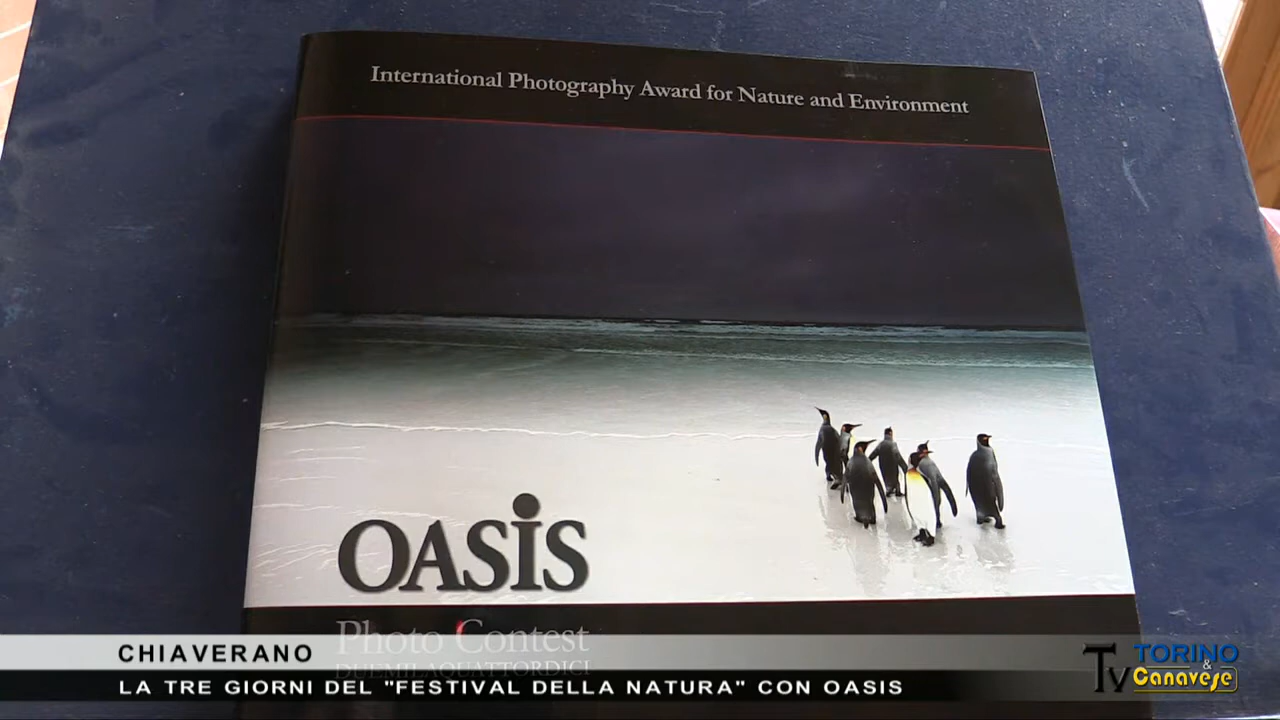 International Photography Award for Nature and Environment
OASiS
Photo Contest
DUEMILAQUATTORDICI
CHIAVERANO
LA TRE GIORNI DEL "FESTIVAL DELLA NATURA" CON OASIS
TV TORINO
&
Canavese